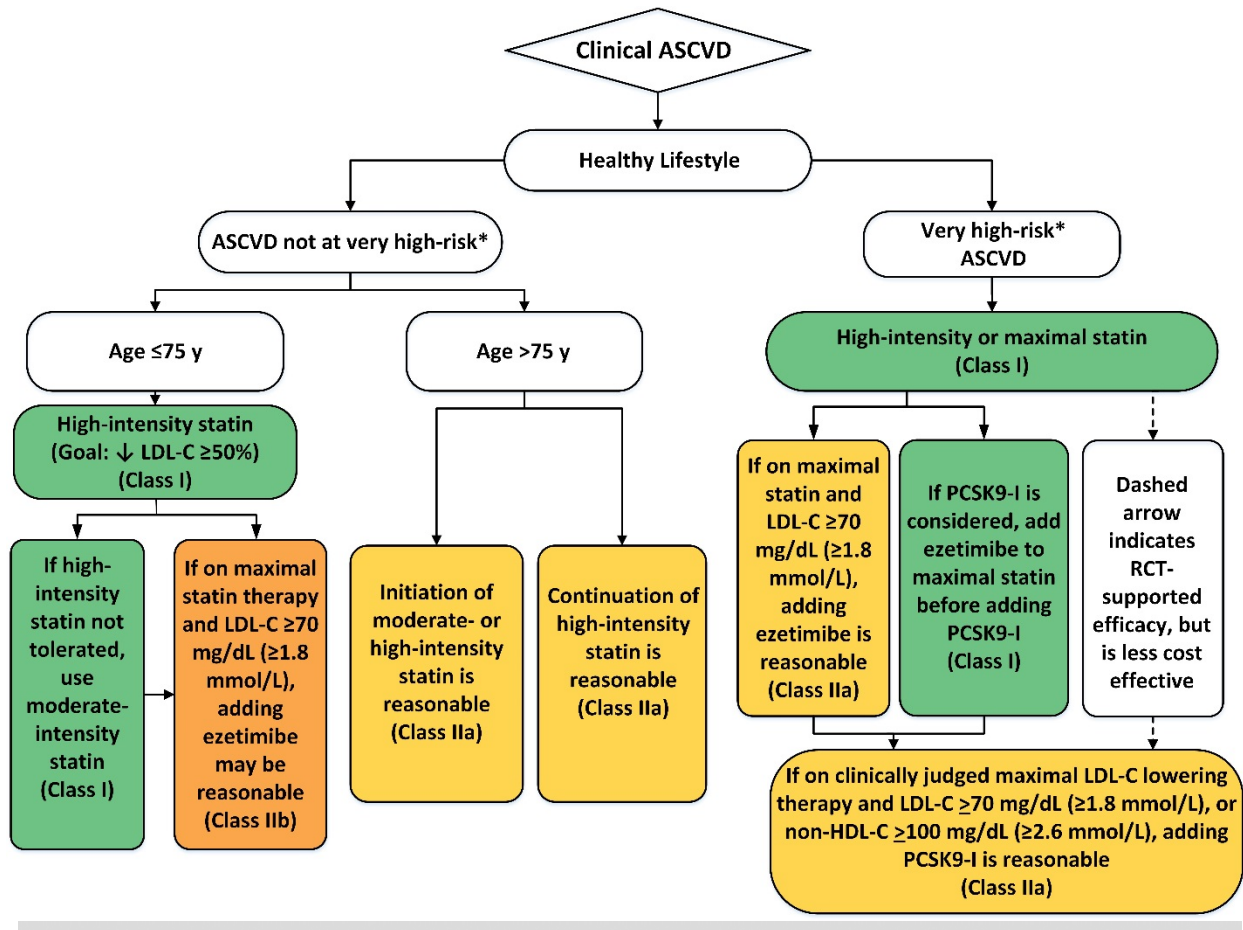 Clinical ASCVD
Healthy Lifestyle
ASCVD not at very high-risk*
Very high-risk*
ASCVD
Age ≤75 y
Age >75 y
High-intensity or maximal statin
(Class I)
High-intensity statin
(Goal: ↓ LDL-C ≥50%)
(Class I)
If high-
intensity
statin not
tolerated,
use
moderate-
intensity
statin
(Class I)
If on maximal
statin therapy
and LDL-C ≥70
mg/dL (≥1.8
mmol/L),
adding
ezetimibe
may be
reasonable
(Class IIb)
Initiation of
moderate- or
high-intensity
statin is
reasonable
(Class IIa)
Continuation of
high-intensity
statin is
reasonable
(Class IIa)
If on maximal
statin and
LDL-C ≥70
mg/dL (≥1.8
mmol/L),
adding
ezetimibe is
reasonable
(Class IIa)
If PCSK9-I is
considered, add
ezetimibe to
maximal statin
before adding
PCSK9-I
(Class I)
Dashed
arrow
indicates
RCT-
supported
efficacy, but
is less cost
effective
If on clinically judged maximal LDL-C lowering
therapy and LDL-C ≥70 mg/dL (≥1.8 mmol/L), or
non-HDL-C ≥100 mg/dL (≥2.6 mmol/L), adding
PCSK9-I is reasonable
(Class IIa)